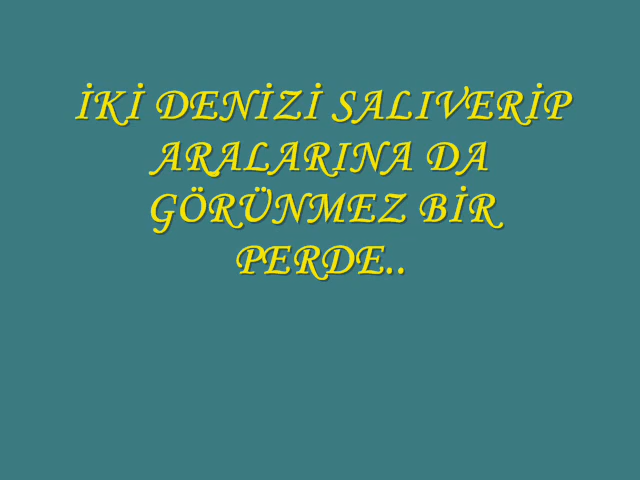 İKİ DENİZİ SALIVERİP
ARALARINA DA
GÖRÜNMEZ BİR
PERDE..